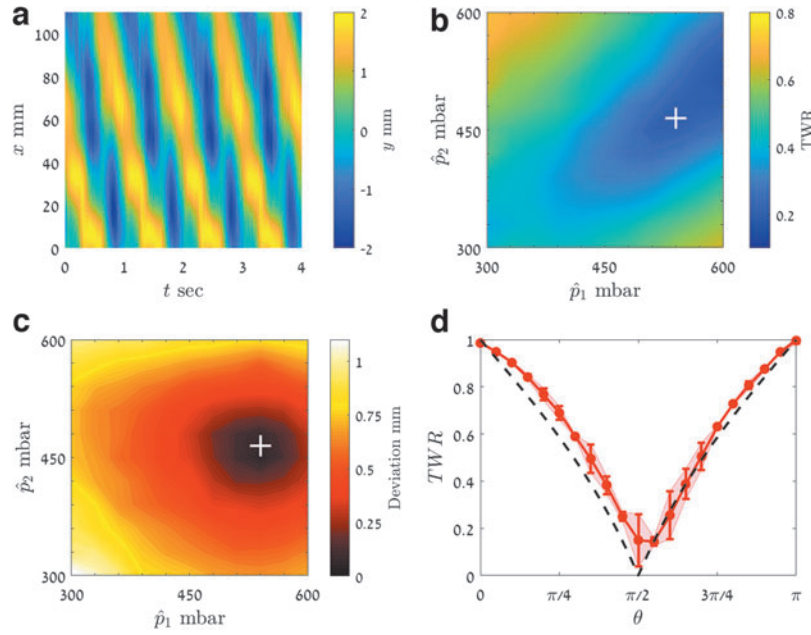 a
110
100
80
60
40
20
0
x mm
0 1 2 3 4
t sec
2
1
0
-1
-2
y mm
b
600
450
300
p̂₂ mbar
300 450 600
p̂₁ mbar
0.8
0.6
0.4
0.2
TWR
c
600
450
300
p̂₂ mbar
300 450 600
p̂₁ mbar
1
0.75
0.5
0.25
0
Deviation mm
d
1
0.8
0.6
0.4
0.2
0
TWR
0 π/4 π/2 3π/4 π
θ